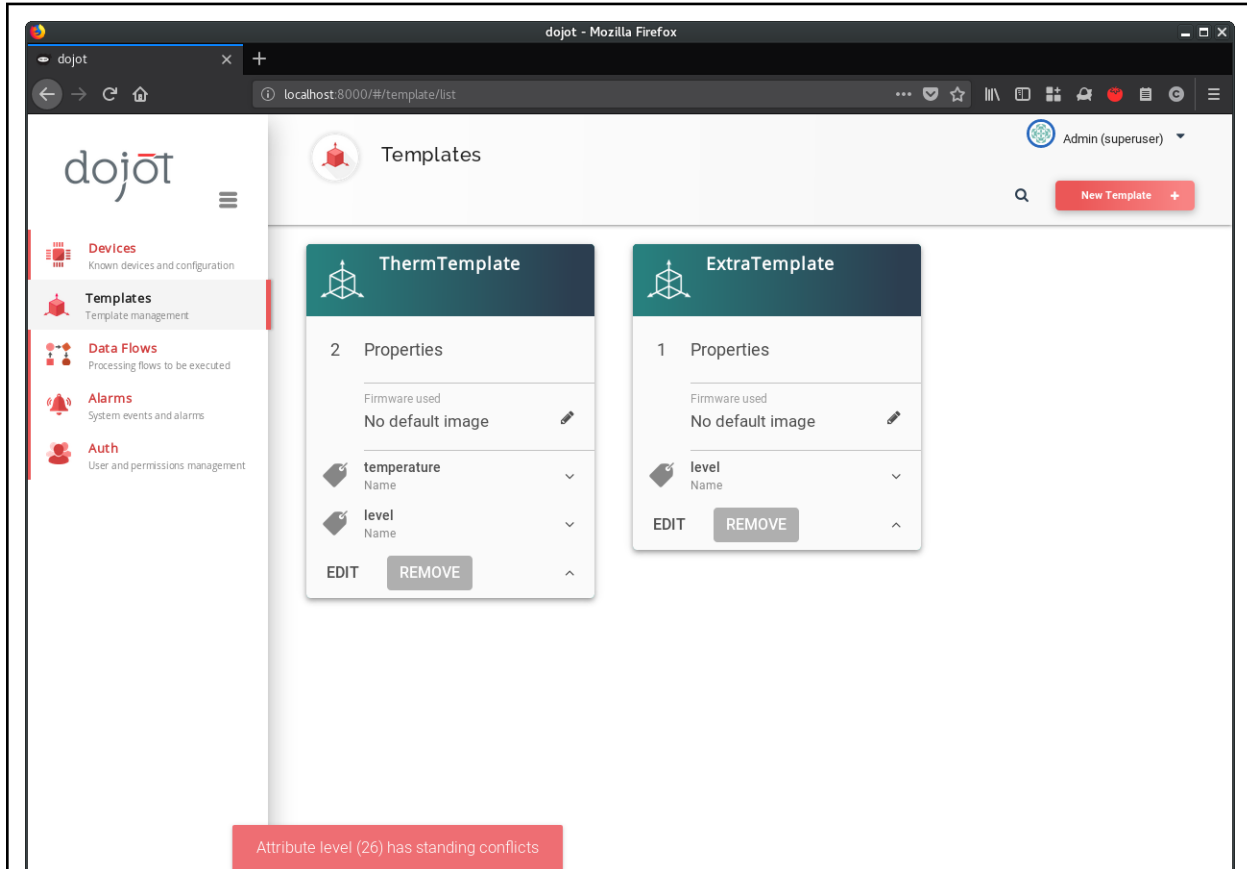 dojot - Mozilla Firefox
dojot
localhost:8000/#/template/list
dojot
Templates
Admin (superuser)
New Template +
Devices
Known devices and configuration
Templates
Template management
Data Flows
Processing flows to be executed
Alarms
System events and alarms
Auth
User and permissions management
ThermTemplate
2 Properties
Firmware used
No default image
temperature
Name
level
Name
EDIT REMOVE
ExtraTemplate
1 Properties
Firmware used
No default image
level
Name
EDIT REMOVE
Attribute level (26) has standing conflicts